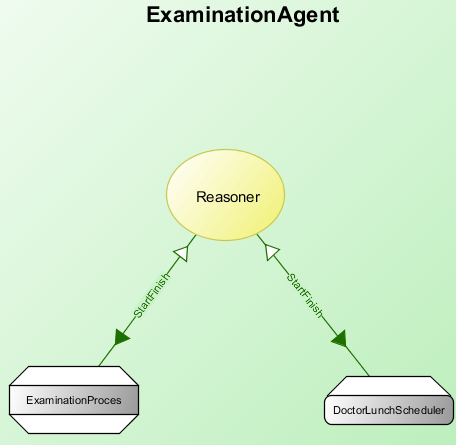 ExaminationAgent
Reasoner
StartFinish
StartFinish
ExaminationProces
DoctorLunchScheduler